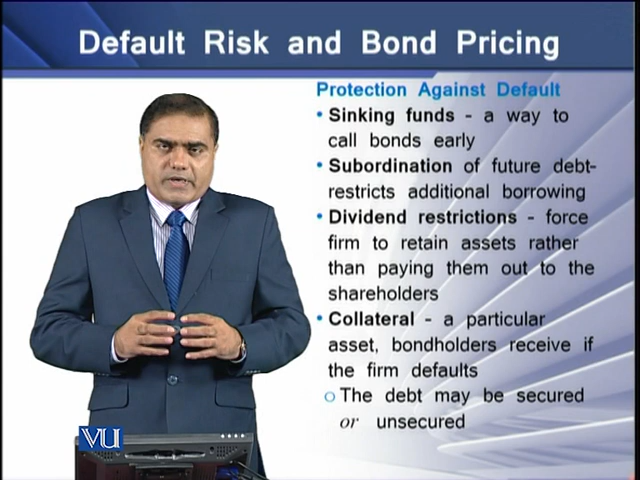 Default Risk and Bond Pricing
Protection Against Default
• Sinking funds - a way to
call bonds early
• Subordination of future debt-
restricts additional borrowing
• Dividend restrictions - force
firm to retain assets rather
than paying them out to the
shareholders
• Collateral - a particular
asset, bondholders receive if
the firm defaults
o The debt may be secured
or unsecured
VU